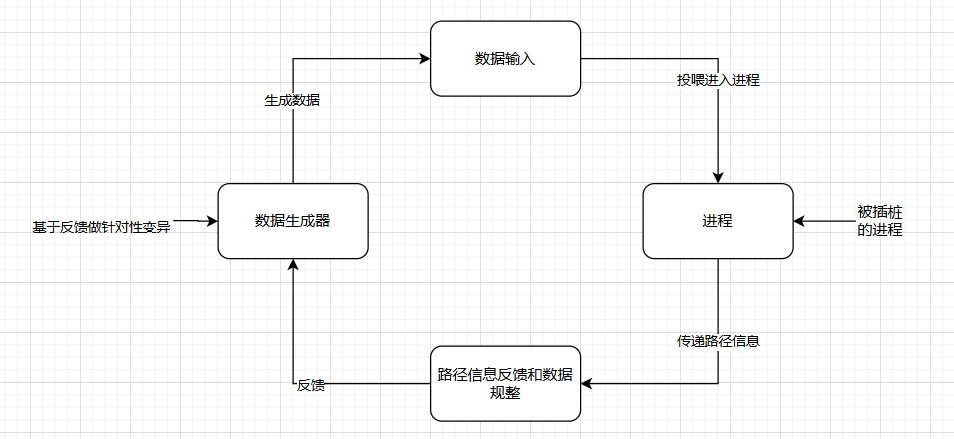 数据输入
投喂进入进程
生成数据
基于反馈做针对性变异
数据生成器
进程
被插桩
的进程
传递路径信息
路径信息反馈和数据
规整
反馈